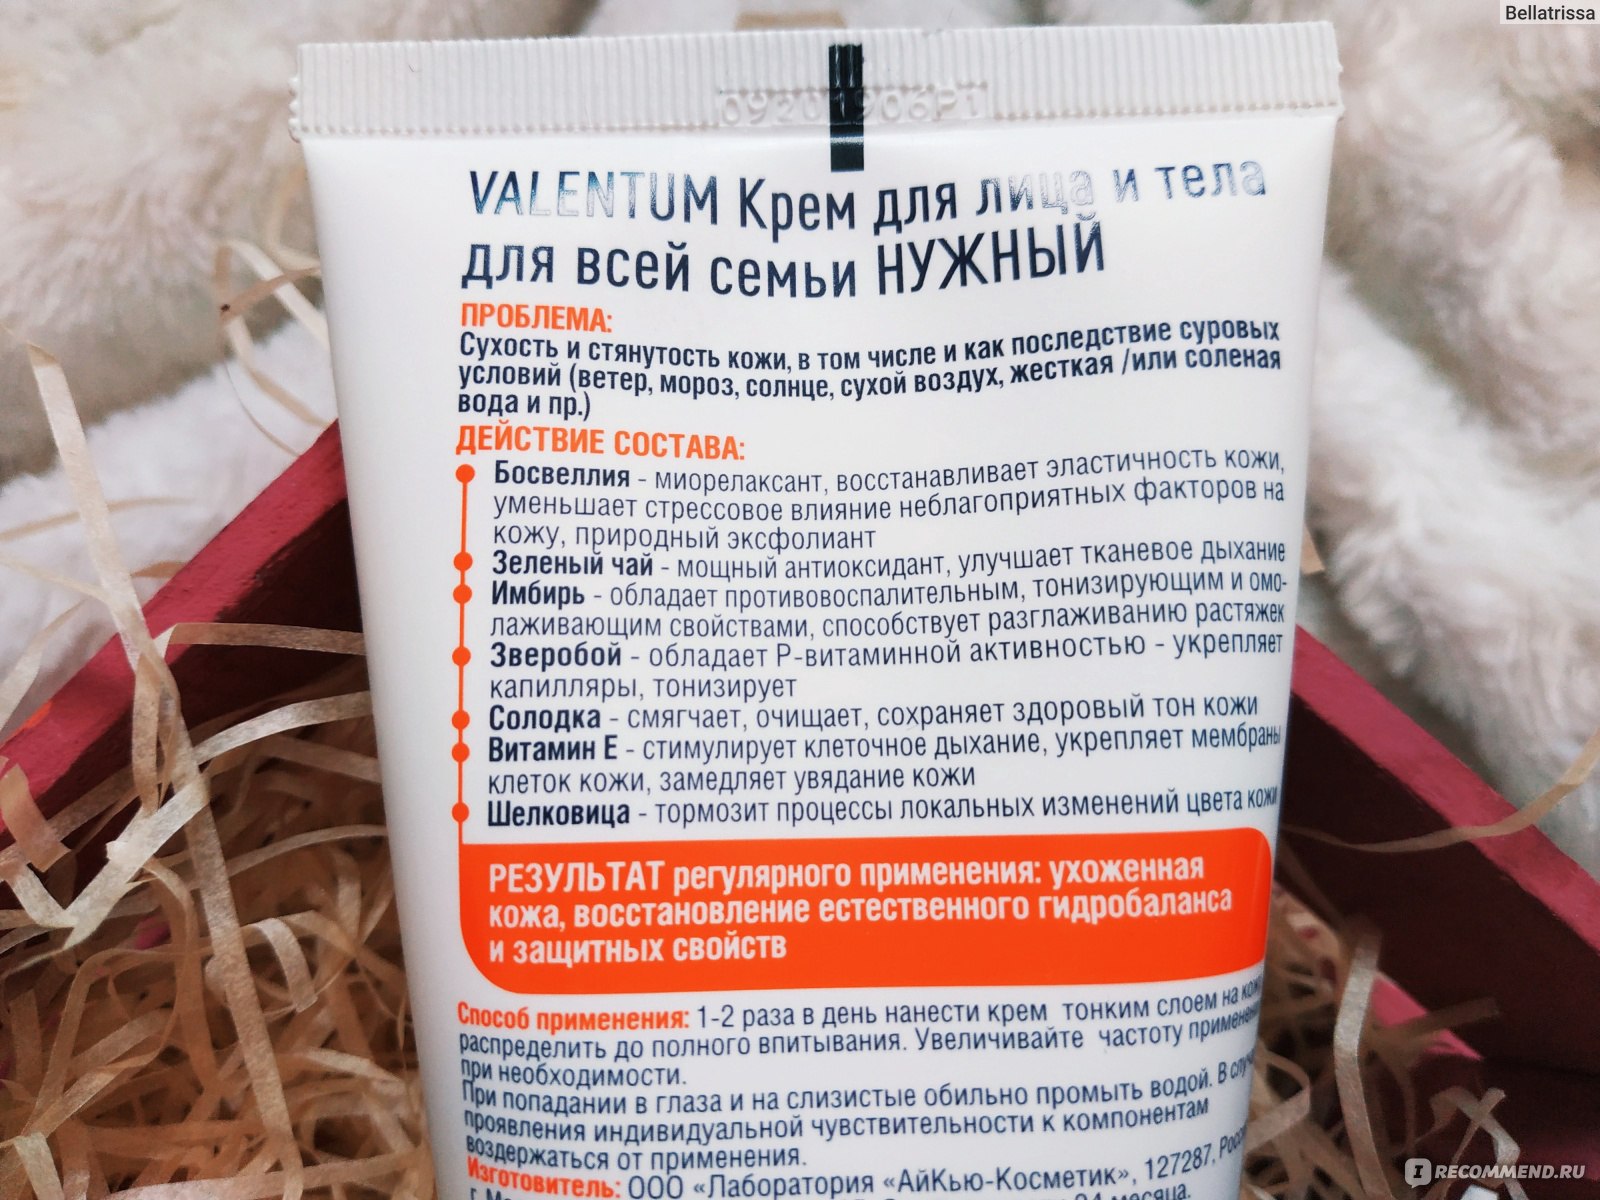 Bellatrissa
VALENTUM Крем для лица и тела
для всей семьи НУЖНЫЙ
ПРОБЛЕМА:
Сухость и стянутость кожи, в том числе и как последствие суровых
условий (ветер, мороз, солнце, сухой воздух, жесткая /или соленая
вода и пр.)
ДЕЙСТВИЕ СОСТАВА:
Босвеллия - миорелаксант, восстанавливает эластичность кожи,
уменьшает стрессовое влияние неблагоприятных факторов на
кожу, природный эксфолиант
Зеленый чай - мощный антиоксидант, улучшает тканевое дыхание
Имбирь - обладает противовоспалительным, тонизирующим и омо-
лаживающим свойствами, способствует разглаживанию растяжек
Зверобой - обладает Р-витаминной активностью - укрепляет
капилляры, тонизирует
Солодка - смягчает, очищает, сохраняет здоровый тон кожи
Витамин Е - стимулирует клеточное дыхание, укрепляет мембраны
клеток кожи, замедляет увядание кожи
Шелковица - тормозит процессы локальных изменений цвета кожи
РЕЗУЛЬТАТ регулярного применения: ухоженная
кожа, восстановление естественного гидробаланса
и защитных свойств
Способ применения: 1-2 раза в день нанести крем тонким слоем на
распределить до полного впитывания. Увеличивайте частоту
при необходимости.
При попадании в глаза и на слизистые обильно промыть водой. В
проявления индивидуальной чувствительности к компонентам
воздержаться от применения.
Изготовитель: ООО «Лаборатория «АйКью-Косметик», 127287,
месяца.
IRECOMMEND.RU